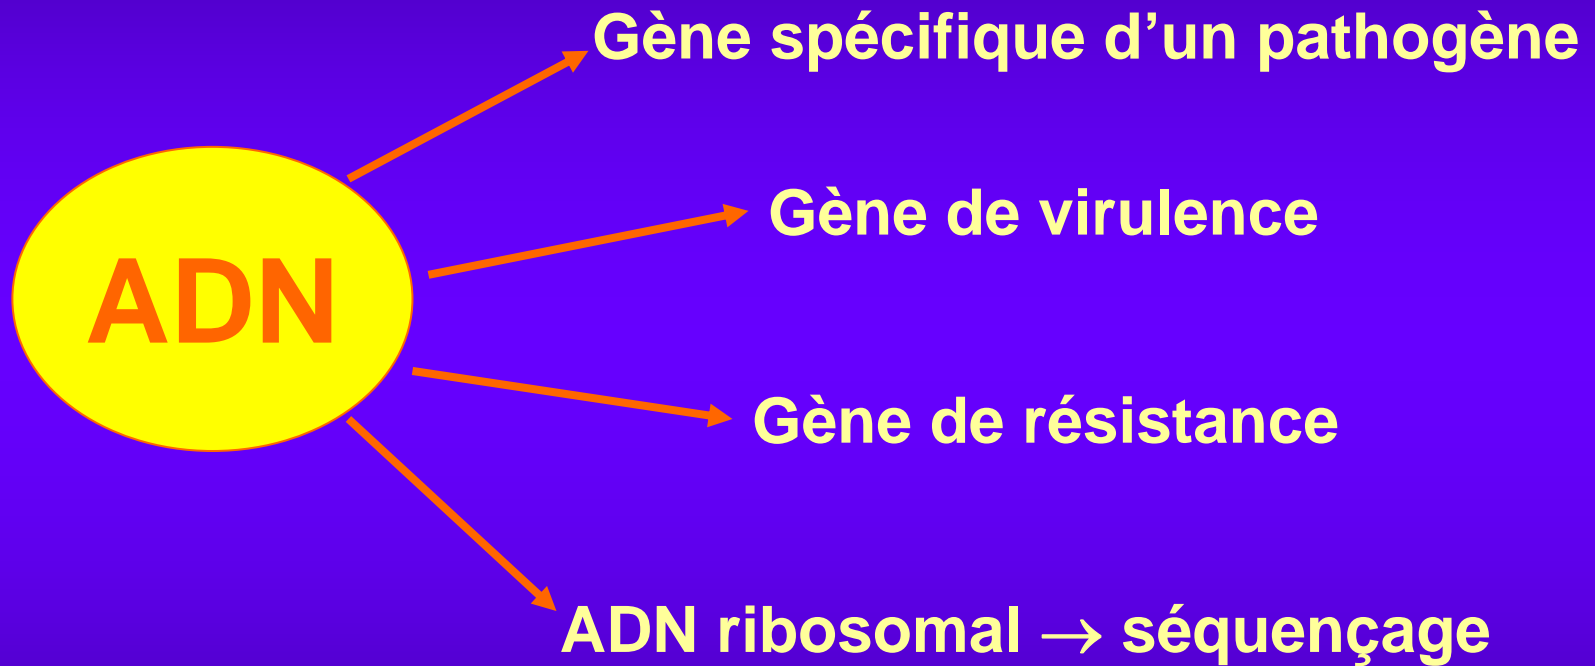 Gène spécifique d’un pathogène
Gène de virulence
ADN
Gène de résistance
ADN ribosomal → séquençage